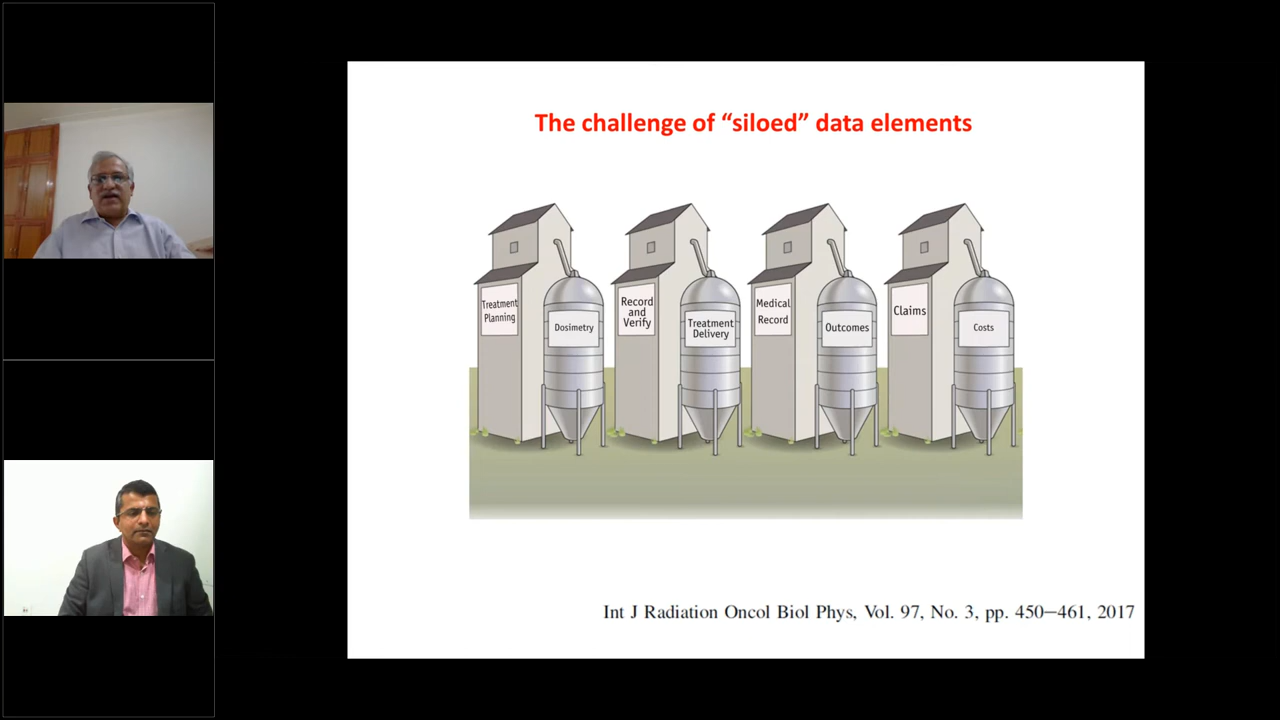 The challenge of “siloed” data elements
Treatment
Planning
Dosimetry
Record
and
Verify
Treatment
Delivery
Medical
Record
Outcomes
Claims
Costs
Int J Radiation Oncol Biol Phys, Vol. 97, No. 3, pp. 450—461, 2017